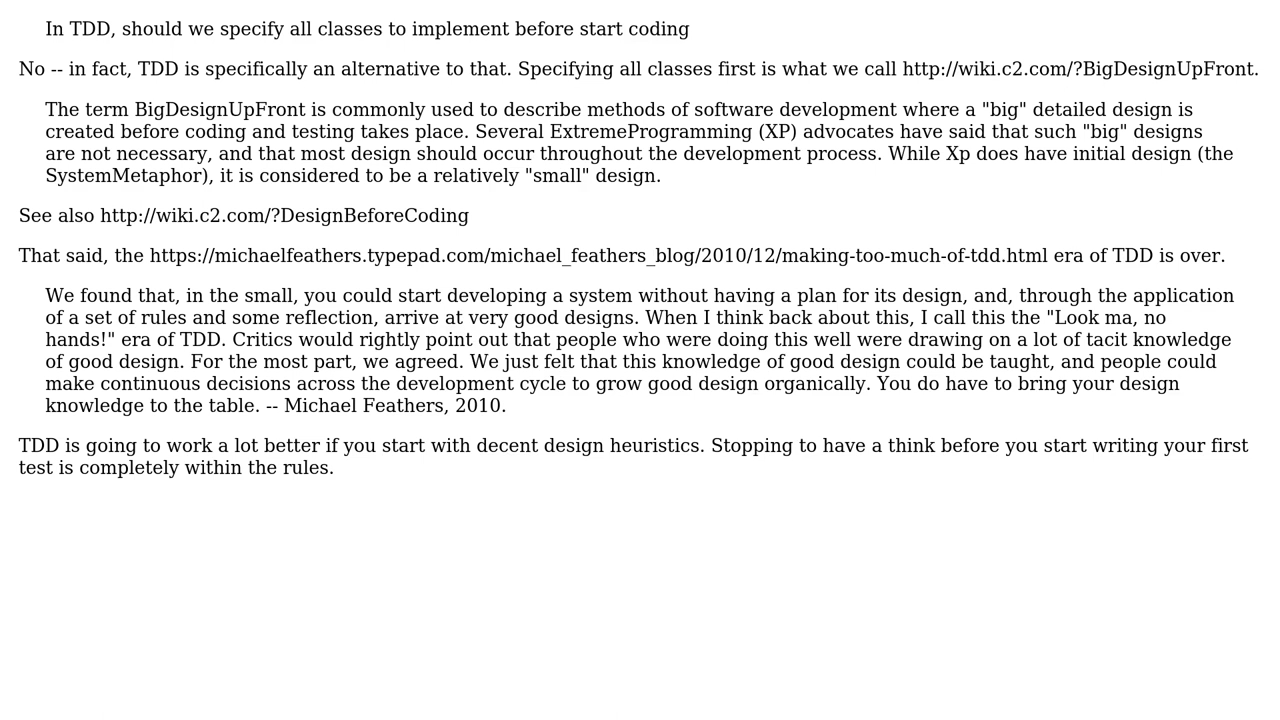 In TDD, should we specify all classes to implement before start coding
No -- in fact, TDD is specifically an alternative to that. Specifying all classes first is what we call http://wiki.c2.com/?BigDesignUpFront.
The term BigDesignUpFront is commonly used to describe methods of software development where a "big" detailed design is
created before coding and testing takes place. Several ExtremeProgramming (XP) advocates have said that such "big" designs
are not necessary, and that most design should occur throughout the development process. While Xp does have initial design (the
SystemMetaphor), it is considered to be a relatively "small" design.
See also http://wiki.c2.com/?DesignBeforeCoding
That said, the https://michaelfeathers.typepad.com/michael_feathers_blog/2010/12/making-too-much-of-tdd.html era of TDD is over.
We found that, in the small, you could start developing a system without having a plan for its design, and, through the application
of a set of rules and some reflection, arrive at very good designs. When I think back about this, I call this the "Look ma, no
hands!" era of TDD. Critics would rightly point out that people who were doing this well were drawing on a lot of tacit knowledge
of good design. For the most part, we agreed. We just felt that this knowledge of good design could be taught, and people could
make continuous decisions across the development cycle to grow good design organically. You do have to bring your design
knowledge to the table. -- Michael Feathers, 2010.
TDD is going to work a lot better if you start with decent design heuristics. Stopping to have a think before you start writing your first
test is completely within the rules.